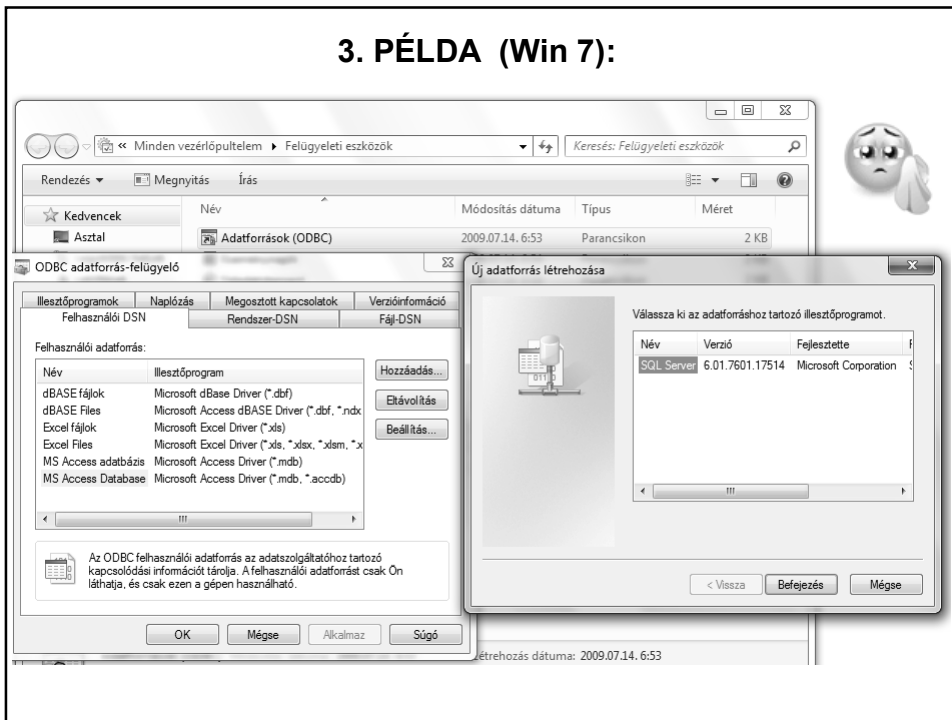 3. PÉLDA (Win 7):
« Minden vezérlőpultelem ▸ Felügyeleti eszközök
Keresés: Felügyeleti eszközök
Rendezés ▾ Megnyitás Írás
Kedvencek
Asztal
Név Módosítás dátuma Típus Méret
Adatforrások (ODBC) 2009.07.14. 6:53 Parancsikon 2 KB
ODBC adatforrás-felügyelő
Illesztőprogramok Naplózás Megosztott kapcsolatok Verzióinformáció
Felhasználói DSN Rendszer-DSN Fájl-DSN
Felhasználói adatforrás:
Név Illesztőprogram
dBASE fájlok Microsoft dBase Driver (*.dbf)
dBASE Files Microsoft Access dBASE Driver (*.dbf, *.ndx
Excel fájlok Microsoft Excel Driver (*.xls)
Excel Files Microsoft Excel Driver (*.xls, *.xlsx, *.xlsm, *.x
MS Access adatbázis Microsoft Access Driver (*.mdb)
MS Access Database Microsoft Access Driver (*.mdb, *.accdb)
Hozzáadás...
Eltávolítás
Beállítás...
Az ODBC felhasználói adatforrás az adatszolgáltatóhoz tartozó
kapcsolódási információt tárolja. A felhasználói adatforrást csak Ön
láthatja, és csak ezen a gépen használható.
OK Mégse Alkalmaz Súgó
Új adatforrás létrehozása
Válassza ki az adatforráshoz tartozó illesztőprogramot.
Név Verzió Fejlesztette F
SQL Server 6.01.7601.17514 Microsoft Corporation S
< Vissza Befejezés Mégse
étrehozás dátuma: 2009.07.14. 6:53